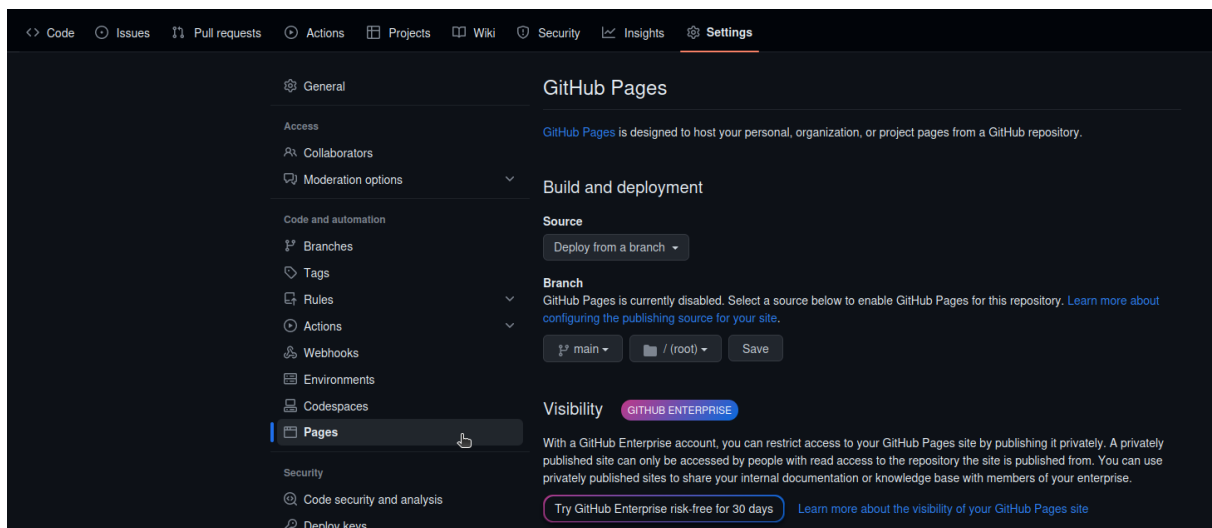 Code Issues Pull requests Actions Projects Wiki Security Insights Settings
General
Access
Collaborators
Moderation options
Code and automation
Branches
Tags
Rules
Actions
Webhooks
Environments
Codespaces
Pages
Security
Code security and analysis
Deploy keys
GitHub Pages
GitHub Pages is designed to host your personal, organization, or project pages from a GitHub repository.
Build and deployment
Source
Deploy from a branch
Branch
GitHub Pages is currently disabled. Select a source below to enable GitHub Pages for this repository. Learn more about
configuring the publishing source for your site.
main / (root) Save
Visibility GITHUB ENTERPRISE
With a GitHub Enterprise account, you can restrict access to your GitHub Pages site by publishing it privately. A privately
published site can only be accessed by people with read access to the repository the site is published from. You can use
privately published sites to share your internal documentation or knowledge base with members of your enterprise.
Try GitHub Enterprise risk-free for 30 days Learn more about the visibility of your GitHub Pages site